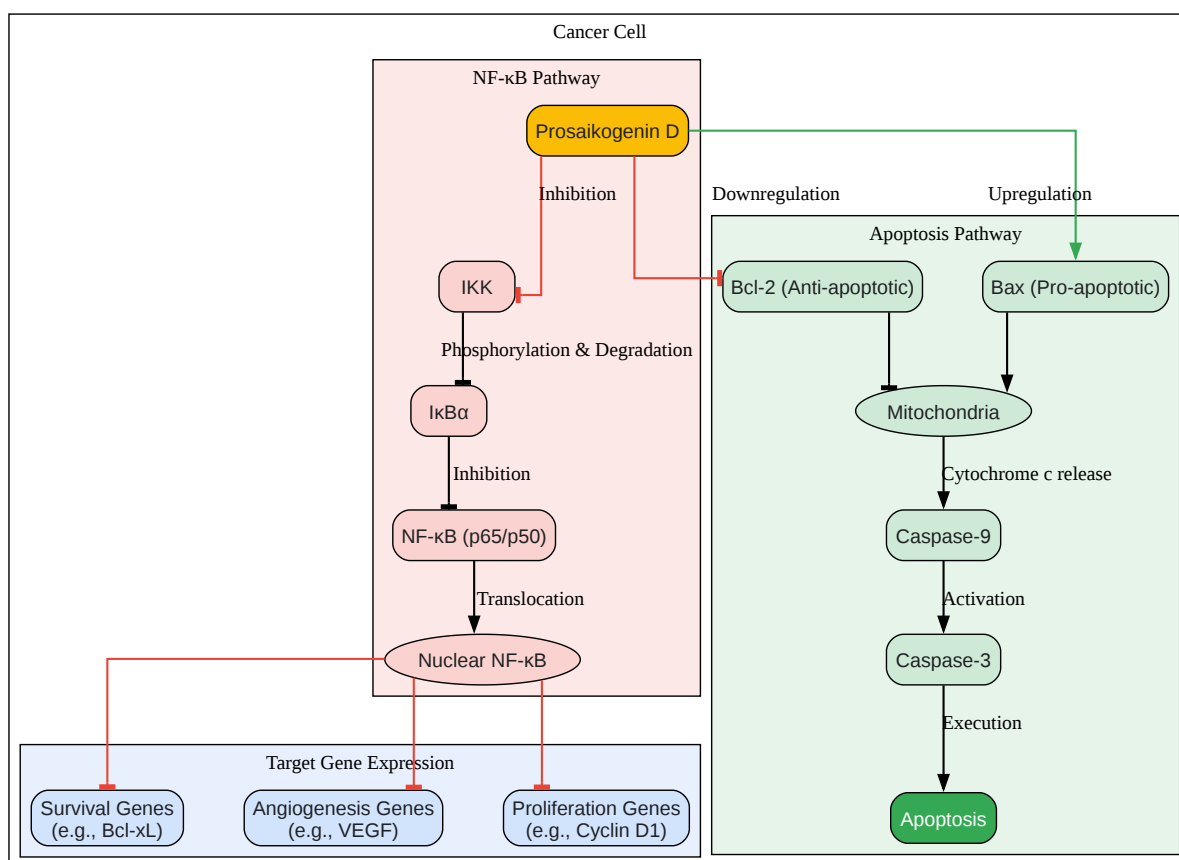 Cancer Cell
NF-κB Pathway
Prosaikogenin D
Inhibition
Downregulation
Upregulation
Apoptosis Pathway
IKK
Bcl-2 (Anti-apoptotic)
Bax (Pro-apoptotic)
Phosphorylation & Degradation
IκBα
Mitochondria
Inhibition
Cytochrome c release
NF-κB (p65/p50)
Caspase-9
Translocation
Activation
Nuclear NF-κB
Caspase-3
Execution
Target Gene Expression
Survival Genes
(e.g., Bcl-xL)
Angiogenesis Genes
(e.g., VEGF)
Proliferation Genes
(e.g., Cyclin D1)
Apoptosis